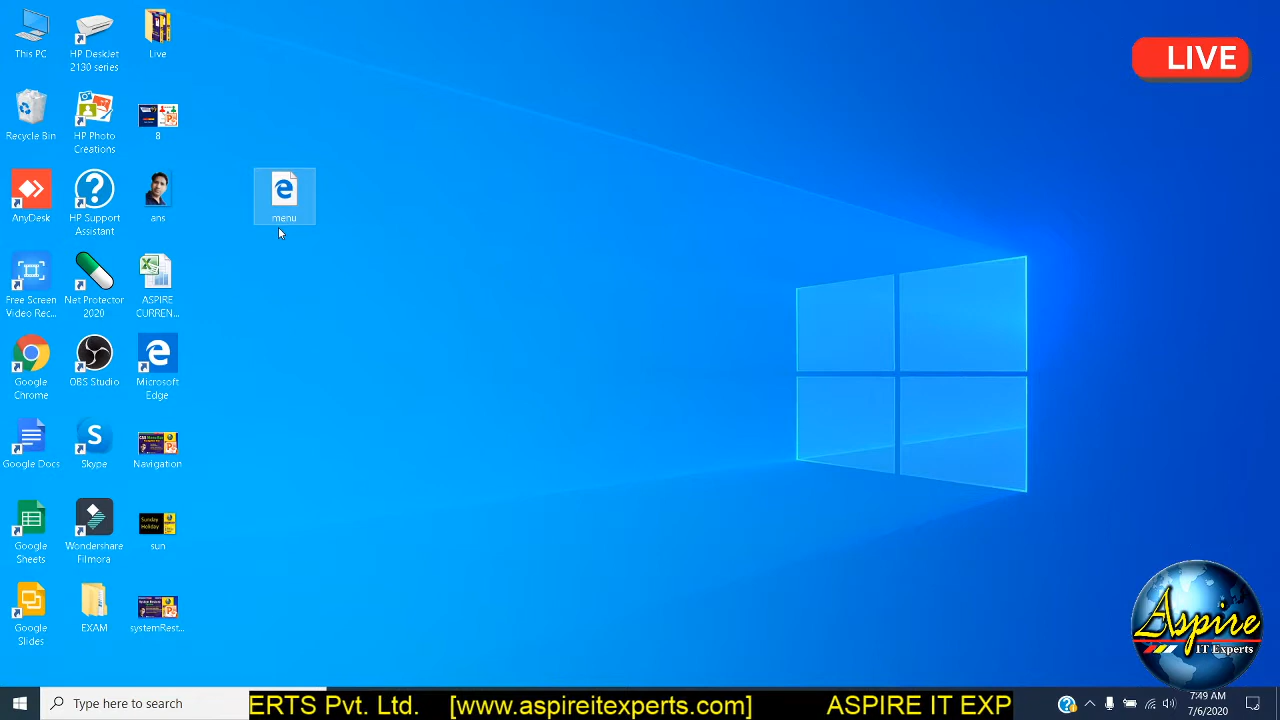 This PC
HP DeskJet
2130 series
Live
LIVE
Recycle Bin
HP Photo
Creations
8
AnyDesk
HP Support
Assistant
ans
menu
Free Screen
Video Rec...
Net Protector
2020
ASPIRE
CURREN...
Google
Chrome
OBS Studio
Microsoft
Edge
Google Docs
Skype
Navigation
Google
Sheets
Wondershare
Filmora
Sunday
Holiday
sun
Google
Slides
EXAM
systemRest...
Aspire
IT Experts
Type here to search
ERTS Pvt. Ltd. [www.aspireitexperts.com] ASPIRE IT EXP
7:49 AM
7/6/2020